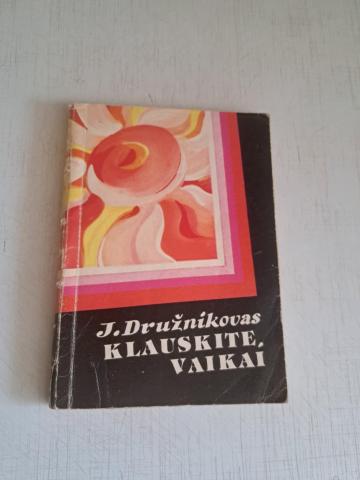 J. Družnikovas
KLAUSKITE,
VAIKAI